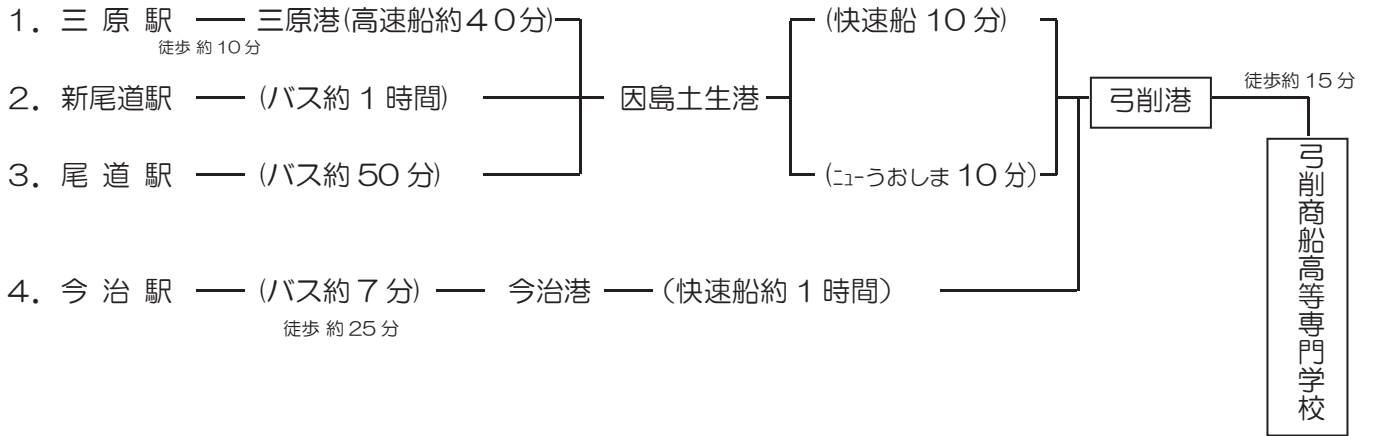 1．三 原 駅 三原港(高速船約４０分) (快速船 10 分)
徒歩 約 10 分
徒歩約 15 分
2．新尾道駅 (バス約 1 時間) 因島土生港 弓削港
3．尾 道 駅 (バス約 50 分) (ﾆｭｰうおしま 10 分)
弓削商船高等専門学校
4．今 治 駅 (バス約 7 分) 今治港 （快速船約 1 時間）
徒歩 約 25 分